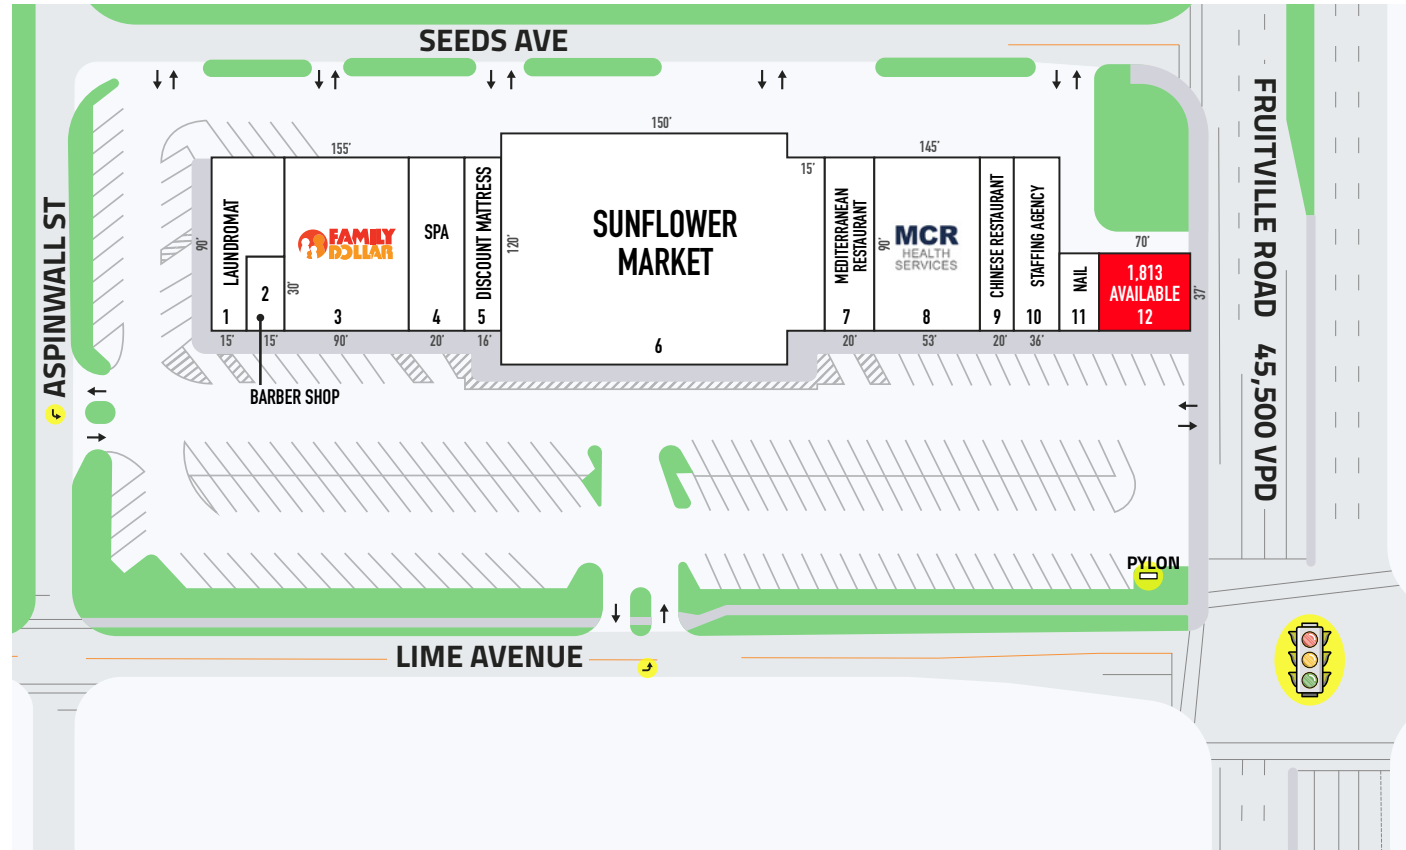 SEEDS AVE
FRUITVILLE ROAD 45,500 VPD
ASPINWALL ST
150'
155'
145'
15'
70'
90'
LAUNDROMAT
1
2
30'
FAMILY
DOLLAR
3
SPA
4
DISCOUNT MATTRESS
5
120'
SUNFLOWER
MARKET
6
MEDITERRANEAN
RESTAURANT
7
90'
MCR
HEALTH
SERVICES
8
CHINESE RESTAURANT
9
STAFFING AGENCY
10
NAIL
11
1,813
AVAILABLE
12
37'
15'
15'
90'
20'
16'
20'
53'
20'
36'
BARBER SHOP
PYLON
LIME AVENUE